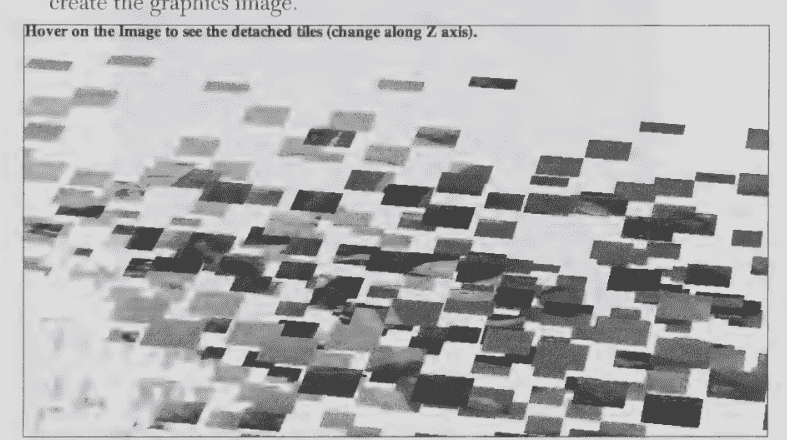 create the graphics image.
Hover on the Image to see the detached tiles (change along Z axis).